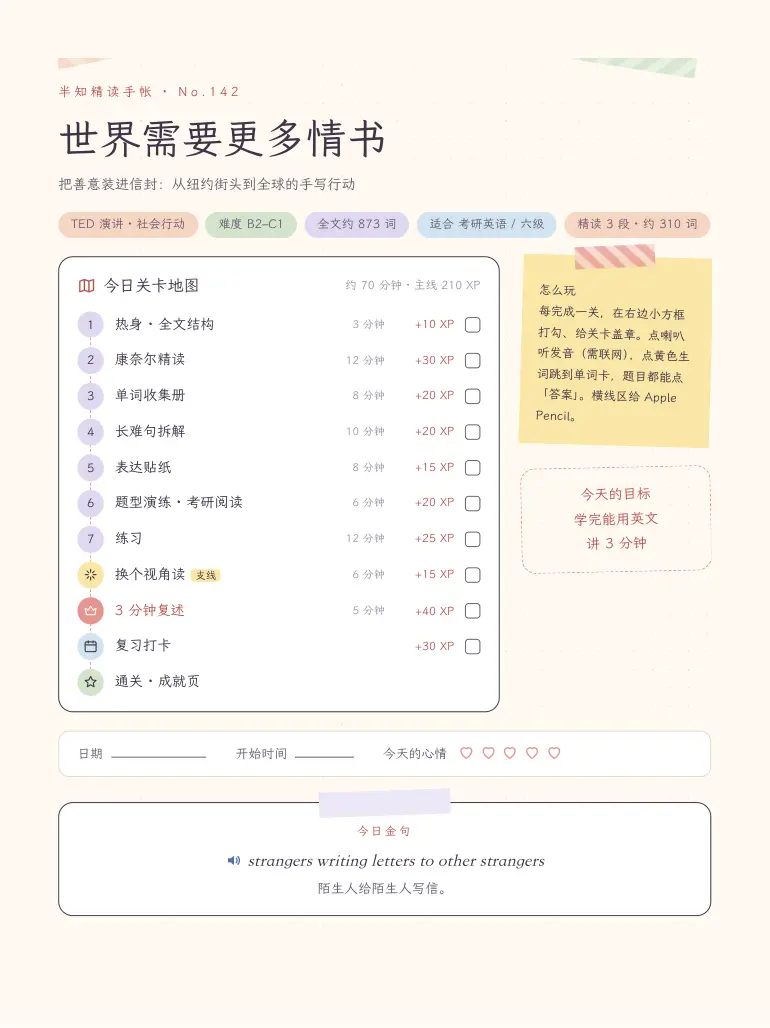 半知精读手帐 · No.142
世界需要更多情书
把善意装进信封：从纽约街头到全球的手写行动
TED 演讲·社会行动 难度 B2–C1 全文约 873 词 适合 考研英语 / 六级 精读 3 段·约 310 词
今日关卡地图 约 70 分钟·主线 210 XP
1 热身·全文结构 3 分钟 +10 XP
2 康奈尔精读 12 分钟 +30 XP
3 单词收集册 8 分钟 +20 XP
4 长难句拆解 10 分钟 +20 XP
5 表达贴纸 8 分钟 +15 XP
6 题型演练·考研阅读 6 分钟 +20 XP
7 练习 12 分钟 +25 XP
换个视角读 支线 6 分钟 +15 XP
3 分钟复述 5 分钟 +40 XP
复习打卡 +30 XP
通关·成就页
怎么玩
每完成一关，在右边小方框
打勾、给关卡盖章。点喇叭
听发音（需联网），点黄色生
词跳到单词卡，题目都能点
「答案」。横线区给 Apple
Pencil。
今天的目标
学完能用英文
讲 3 分钟
日期 开始时间 今天的心情
今日金句
strangers writing letters to other strangers
陌生人给陌生人写信。